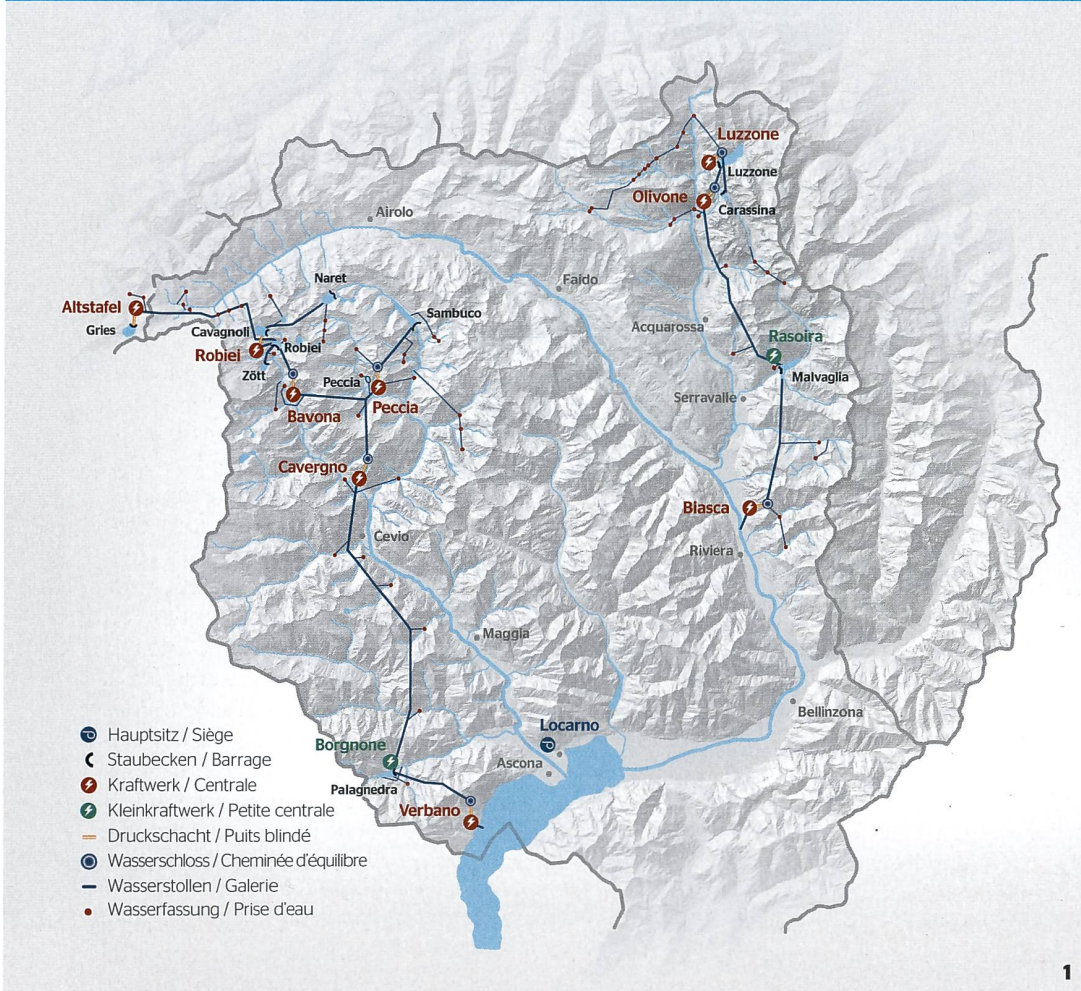 Luzzone
Luzzone
Olivone
Carassina
Airolo
Naret
Faldo
Altstafel
Gries
Cavagnoli
Sambuco
Acquarossa
Rasoira
Robiei
Robiei
Zött
Peccia
Malvaglia
Peccia
Serravalle
Bavona
Cavergno
Biasca
Cevio
Riviera
Maggia
Bellinzona
Locarno
Borgnone
Ascona
Palagnedra
Verbano
Hauptsitz / Siège
Staubecken / Barrage
Kraftwerk / Centrale
Kleinkraftwerk / Petite centrale
Druckschacht / Puits blindé
Wasserschloss / Cheminée d'équilibre
Wasserstollen / Galerie
Wasserfassung / Prise d'eau
1